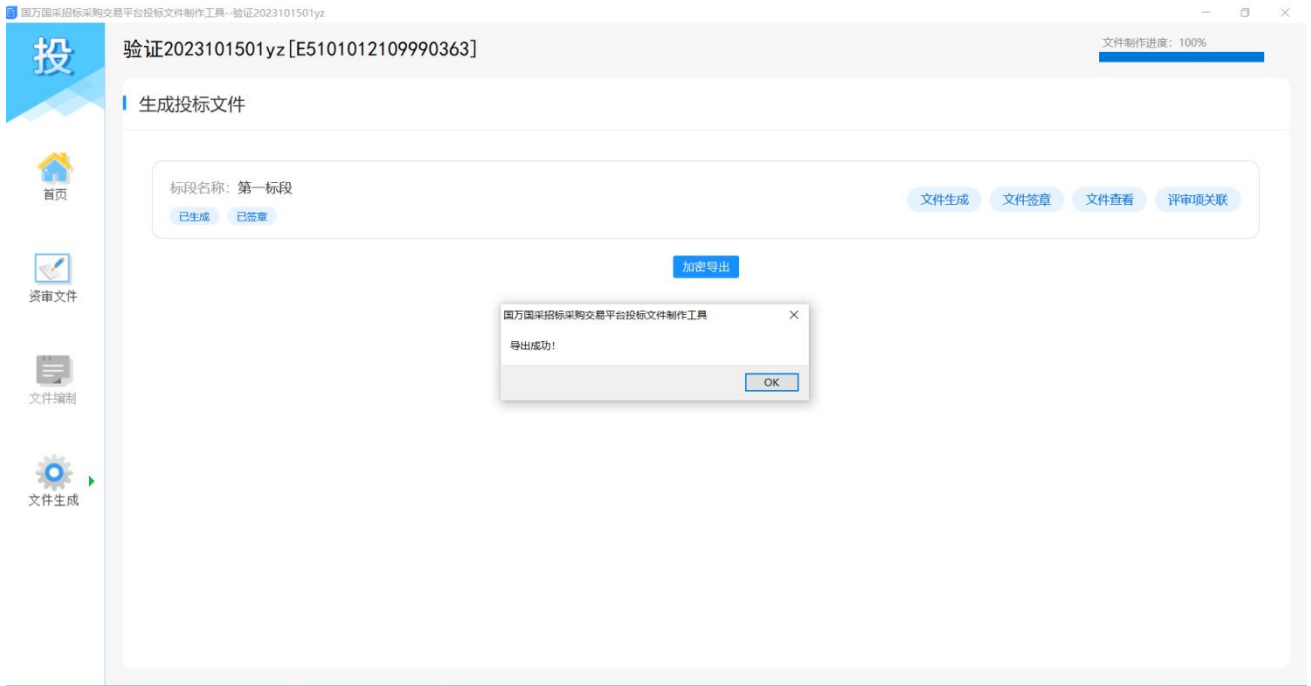 国万国采招标采购交易平台投标文件制作工具--验证2023101501yz
投
验证2023101501yz[E5101012109990363]
文件制作进度：100%
生成投标文件
首页
标段名称：第一标段
已生成 已签章
文件生成 文件签章 文件查看 评审项关联
加密导出
资审文件
国万国采招标采购交易平台投标文件制作工具
导出成功!
OK
文件编制
文件生成